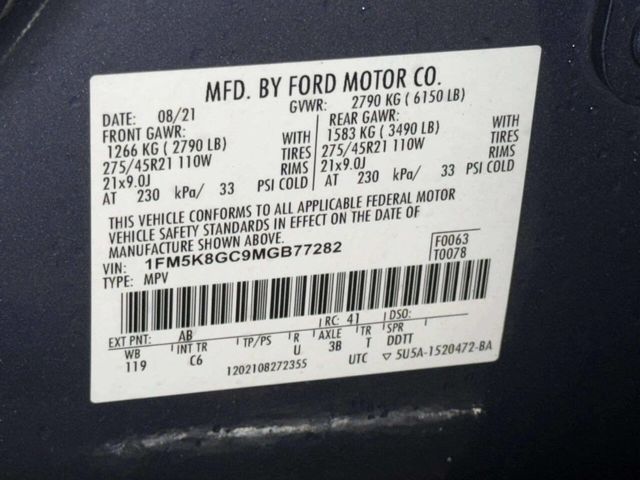 MFD. BY FORD MOTOR CO.
DATE: 08/21 GVWR: 2790 KG ( 6150 LB)
FRONT GAWR: REAR GAWR:
1266 KG ( 2790 LB) WITH 1583 KG ( 3490 LB) WITH
275/45R21 110W TIRES 275/45R21 110W TIRES
21x9.0J RIMS 21x9.0J RIMS
AT 230 kPa/ 33 PSI COLD AT 230 kPa/ 33 PSI COLD
THIS VEHICLE CONFORMS TO ALL APPLICABLE FEDERAL MOTOR
VEHICLE SAFETY STANDARDS IN EFFECT ON THE DATE OF
MANUFACTURE SHOWN ABOVE.
VIN: 1FM5K8GC9MGB77282 F0063
TYPE: MPV T0078
EXT PNT: AB RC: 41 DSO:
WB INT TR TP/PS R AXLE TR SPR
119 C6 U 3B T DDTT
1202108272355 UTC ▽ 5U5A-1520472-BA